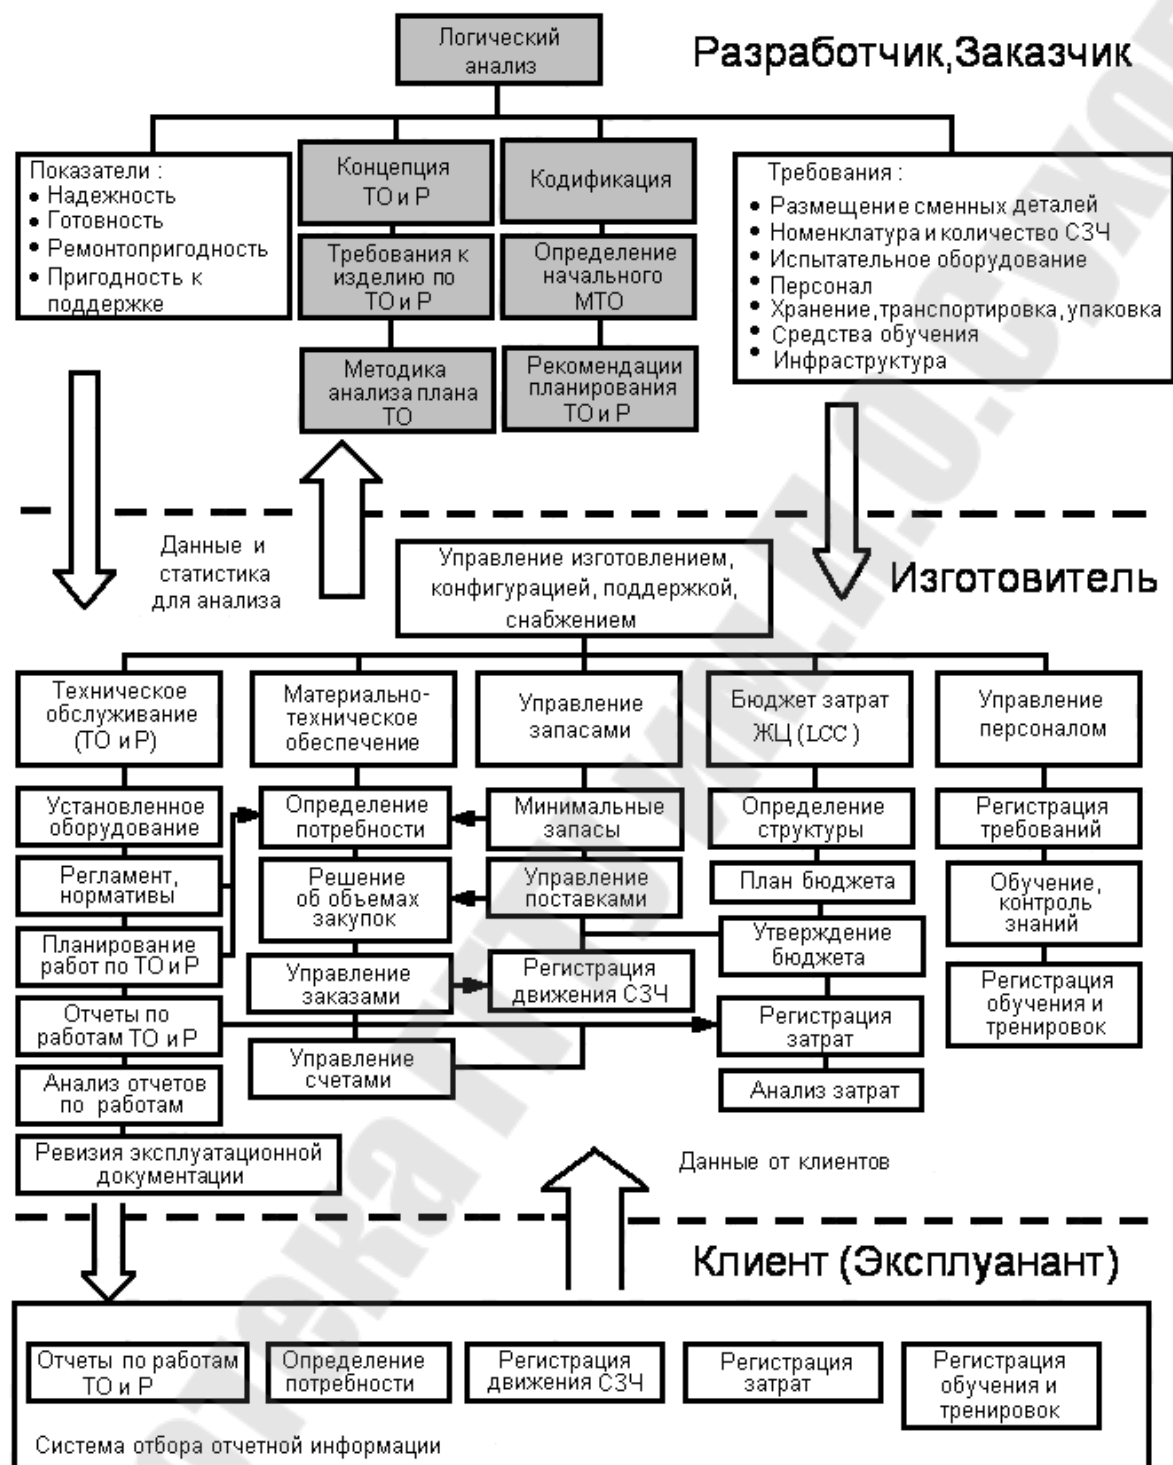 Логический
анализ
Разработчик,Заказчик
Показатели :
• Надежность
• Готовность
• Ремонтопригодность
• Пригодность к
поддержке
Концепция
ТО и Р
Кодификация
Требования к
изделию по
ТО и Р
Определение
начального
МТО
Методика
анализа плана
ТО
Рекомендации
планирования
ТО и Р
Требования :
• Размещение сменных деталей
• Номенклатура и количество СЗЧ
• Испытательное оборудование
• Персонал
• Хранение,транспортировка,упаковка
• Средства обучения
• Инфраструктура
Данные и
статистика
для анализа
Управление изготовлением,
конфигурацией, поддержкой,
снабжением
Изготовитель
Техническое
обслуживание
(ТО и Р)
Материально-
техническое
обеспечение
Управление
запасами
Бюджет затрат
ЖЦ (LCC)
Управление
персоналом
Установленное
оборудование
Определение
потребности
Минимальные
запасы
Определение
структуры
Регистрация
требований
Регламент,
нормативы
Решение
об объемах
закупок
Управление
поставками
План бюджета
Обучение,
контроль
знаний
Планирование
работ по ТО и Р
Управление
заказами
Регистрация
движения СЗЧ
Утверждение
бюджета
Регистрация
обучения и
тренировок
Отчеты по
работам ТО и Р
Управление
счетами
Регистрация
затрат
Анализ отчетов
по работам
Анализ затрат
Ревизия эксплуатационной
документации
Данные от клиентов
Клиент (Эксплуанант)
Отчеты по работам
ТО и Р
Определение
потребности
Регистрация
движения СЗЧ
Регистрация
затрат
Регистрация
обучения и
тренировок
Система отбора отчетной информации